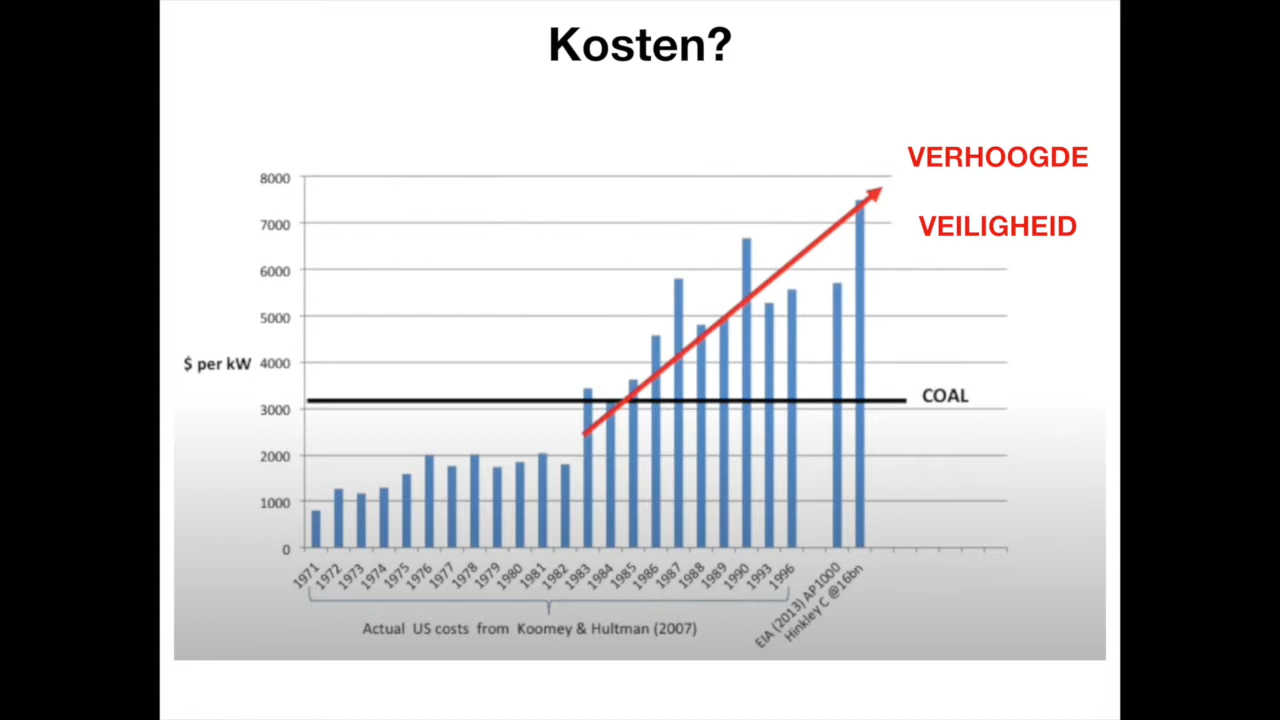 Kosten?
VERHOOGDE
VEILIGHEID
8000
7000
6000
5000
$ per kW 4000
COAL
3000
2000
1000
0
1971 1972 1973 1974 1975 1976 1977 1978 1979 1980 1981 1982 1983 1984 1985 1986 1987 1988 1989 1990 1993 1996
EIA (2013) AP1000
Hinkley C @16bn
Actual US costs from Koomey & Hultman (2007)